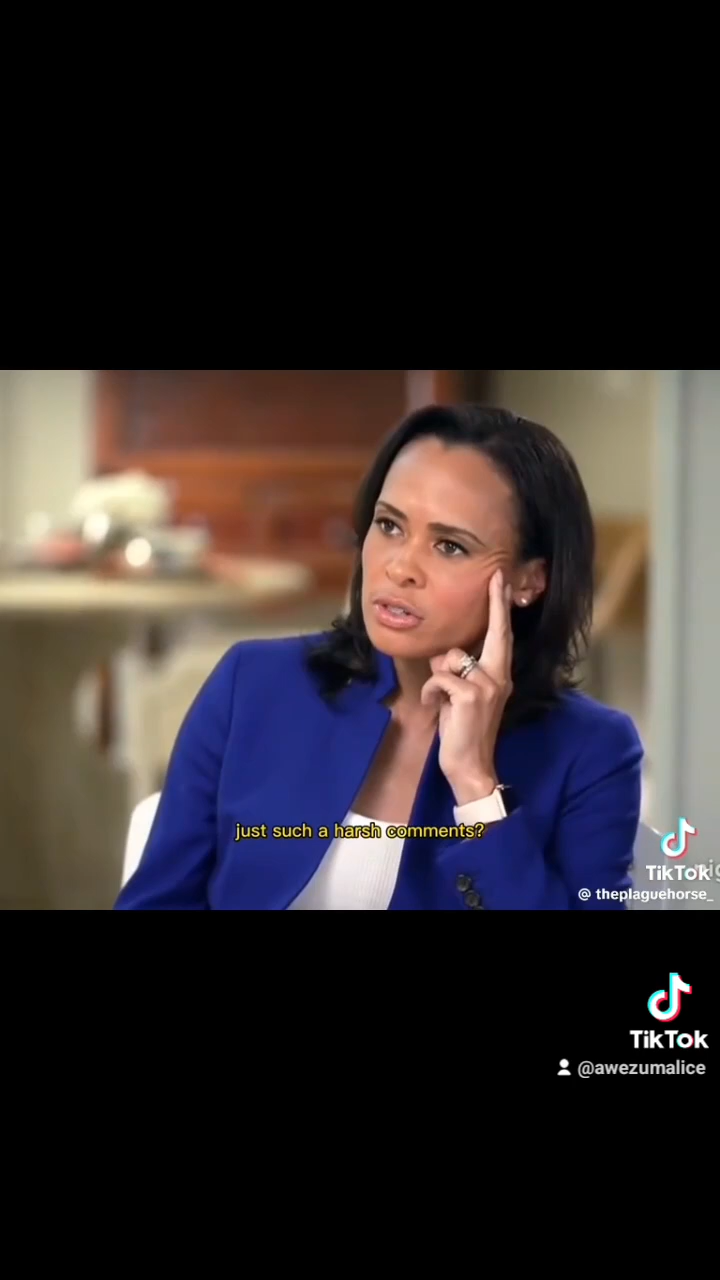 just such a harsh comments?
TikTok
@ theplaguehorse_
TikTok
@awezumalice